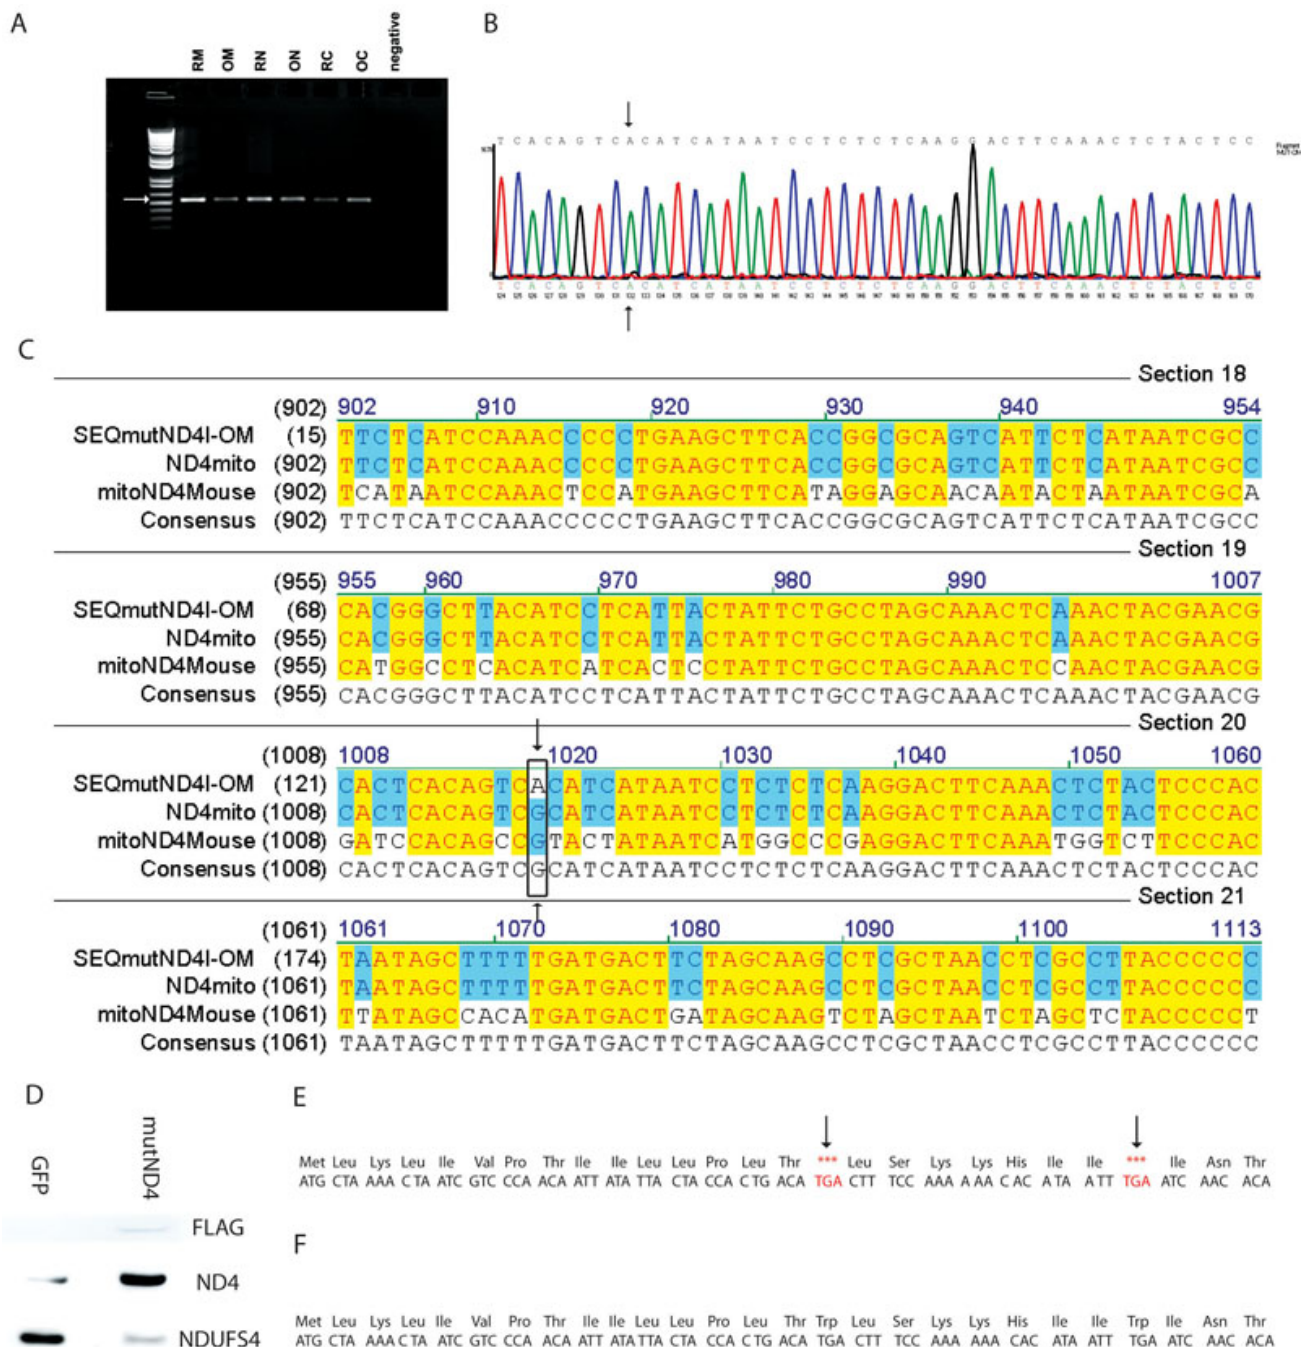 A
RM OM RN ON RC OC negative
B
T C A C A G T C A C A T C A T A A T C C T C T C T C A A G G A C T T C A A A C T C T A C T C C
T C A C A G T C A C A T C A T A A T C C T C T C T C A A G G A C T T C A A A C T C T A C T C C
C
Section 18
(902) 902 910 920 930 940 954
SEQmutND4I-OM (15) TTCTCATCCAAACCCCCTGAAGCTTCACCGGCGCAGTCATTCTCATAATCGCC
ND4mito (902) TTCTCATCCAAACCCCCTGAAGCTTCACCGGCGCAGTCATTCTCATAATCGCC
mitoND4Mouse (902) TCATAATCCAAACTCCATGAAGCTTCATAGGAGCAACAATACTAATAATCGCA
Consensus (902) TTCTCATCCAAACCCCCTGAAGCTTCACCGGCGCAGTCATTCTCATAATCGCC
Section 19
(955) 955 960 970 980 990 1007
SEQmutND4I-OM (68) CACGGGCTTACATCCTCATTACTATTCTGCCTAGCAAACTCAAACTACGAACG
ND4mito (955) CACGGGCTTACATCCTCATTACTATTCTGCCTAGCAAACTCAAACTACGAACG
mitoND4Mouse (955) CATGGCCTCACATCATCACTCCTATTCTGCCTAGCAAACTCCAACTACGAACG
Consensus (955) CACGGGCTTACATCCTCATTACTATTCTGCCTAGCAAACTCAAACTACGAACG
Section 20
(1008) 1008 1020 1030 1040 1050 1060
SEQmutND4I-OM (121) CACTCACAGTCACATCATAATCCTCTCTCAAGGACTTCAAACTCTACTCCCAC
ND4mito (1008) CACTCACAGTCGCATCATAATCCTCTCTCAAGGACTTCAAACTCTACTCCCAC
mitoND4Mouse (1008) GATCCACAGCCGTACTATAATCATGGCCCGAGGACTTCAAATGGTCTTCCCAC
Consensus (1008) CACTCACAGTCGCATCATAATCCTCTCTCAAGGACTTCAAACTCTACTCCCAC
Section 21
(1061) 1061 1070 1080 1090 1100 1113
SEQmutND4I-OM (174) TAATAGCTTTTTGATGACTTCTAGCAAGCCTCGCTAACCTCGCCTTACCCCCC
ND4mito (1061) TAATAGCTTTTTGATGACTTCTAGCAAGCCTCGCTAACCTCGCCTTACCCCCC
mitoND4Mouse (1061) TTATAGCCACATGATGACTGATAGCAAGTCTAGCTAATCTAGCTCTACCCCCT
Consensus (1061) TAATAGCTTTTTGATGACTTCTAGCAAGCCTCGCTAACCTCGCCTTACCCCCC
D
GFP mutND4
FLAG
ND4
NDUFS4
E
Met Leu Lys Leu Ile Val Pro Thr Ile Ile Leu Leu Pro Leu Thr *** Leu Ser Lys Lys His Ile Ile *** Ile Asn Thr
ATG CTA AAA CTA ATC GTC CCA ACA ATT ATA TTA CTA CCA CTG ACA TGA CTT TCC AAA AAA CAC ATA ATT TGA ATC AAC ACA
F
Met Leu Lys Leu Ile Val Pro Thr Ile Ile Leu Leu Pro Leu Thr Trp Leu Ser Lys Lys His Ile Ile Trp Ile Asn Thr
ATG CTA AAA CTA ATC GTC CCA ACA ATT ATA TTA CTA CCA CTG ACA TGA CTT TCC AAA AAA CAC ATA ATT TGA ATC AAC ACA